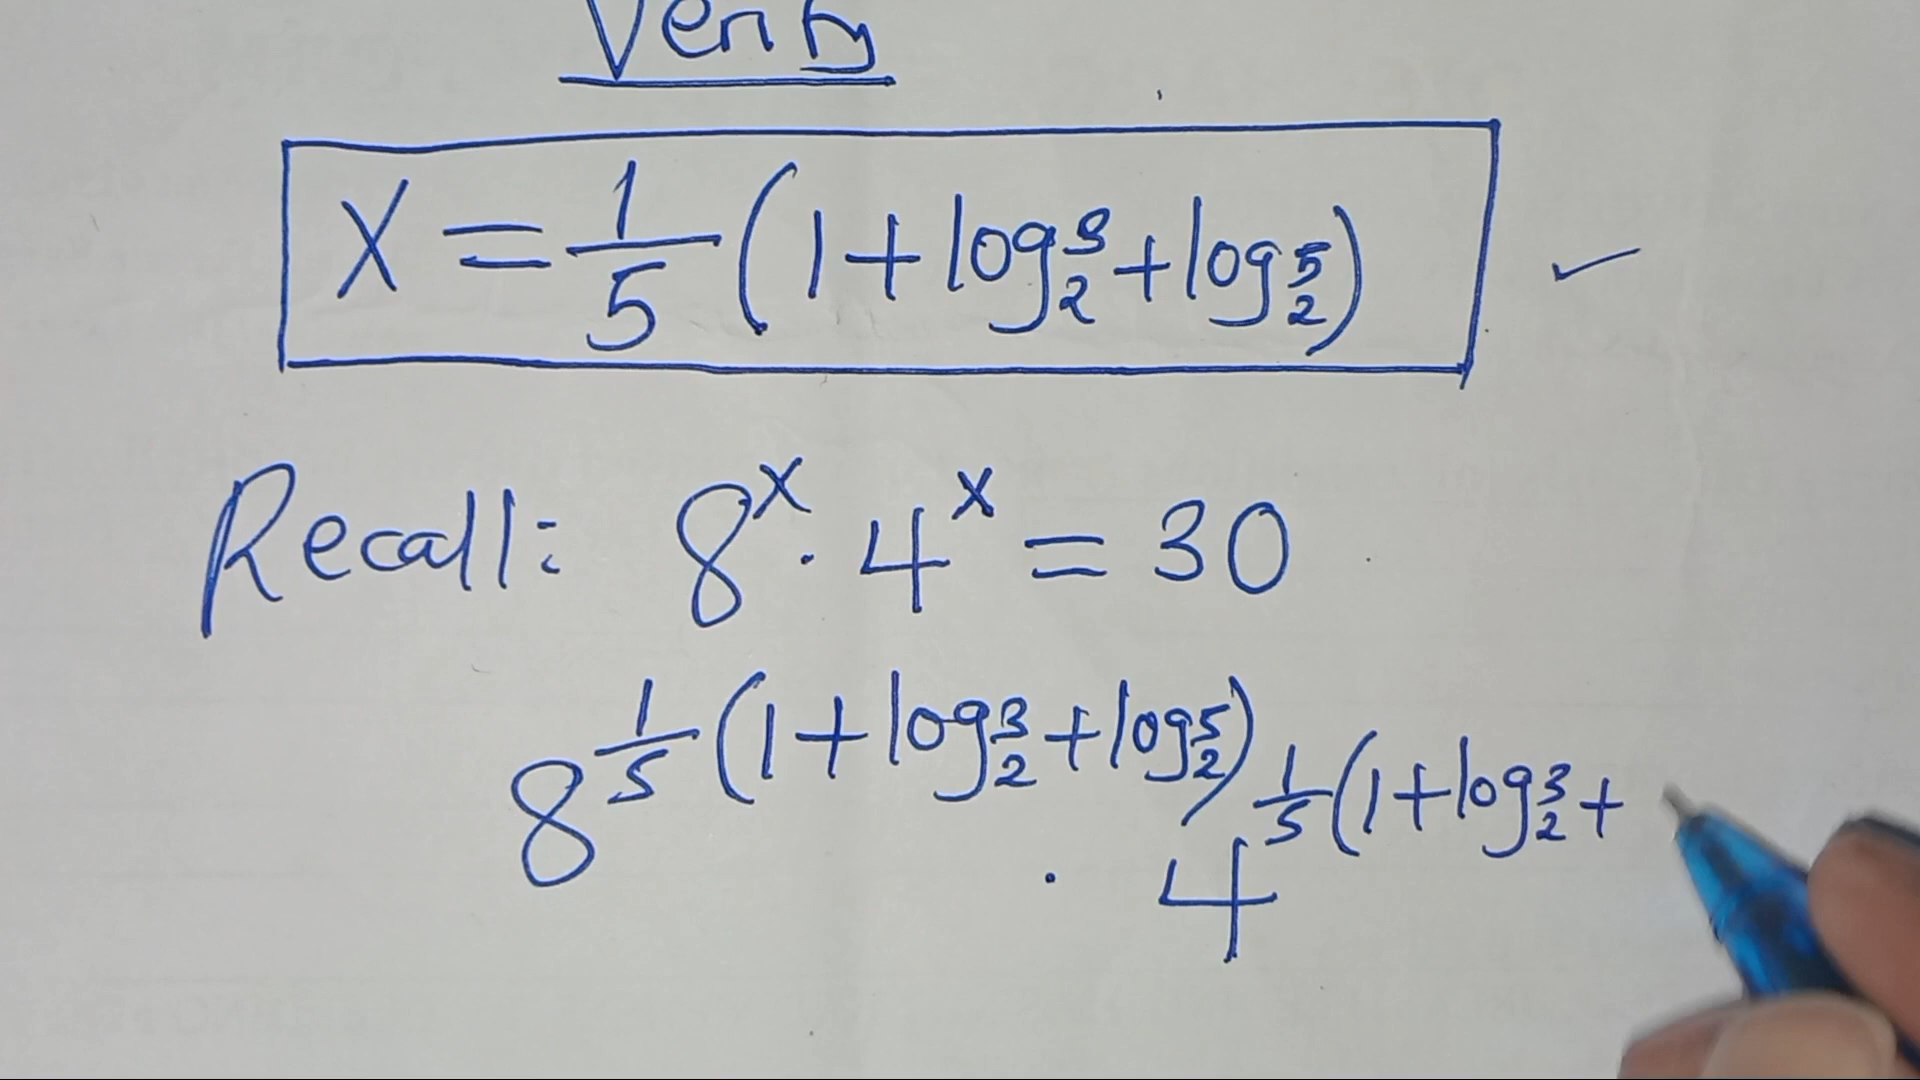 Verify
X = 1/5 (1 + log₂³ + log₂⁵) ✓
Recall: 8^x · 4^x = 30
8^(1/5 (1 + log₂³ + log₂⁵)) · 4^(1/5 (1 + log₂³ +